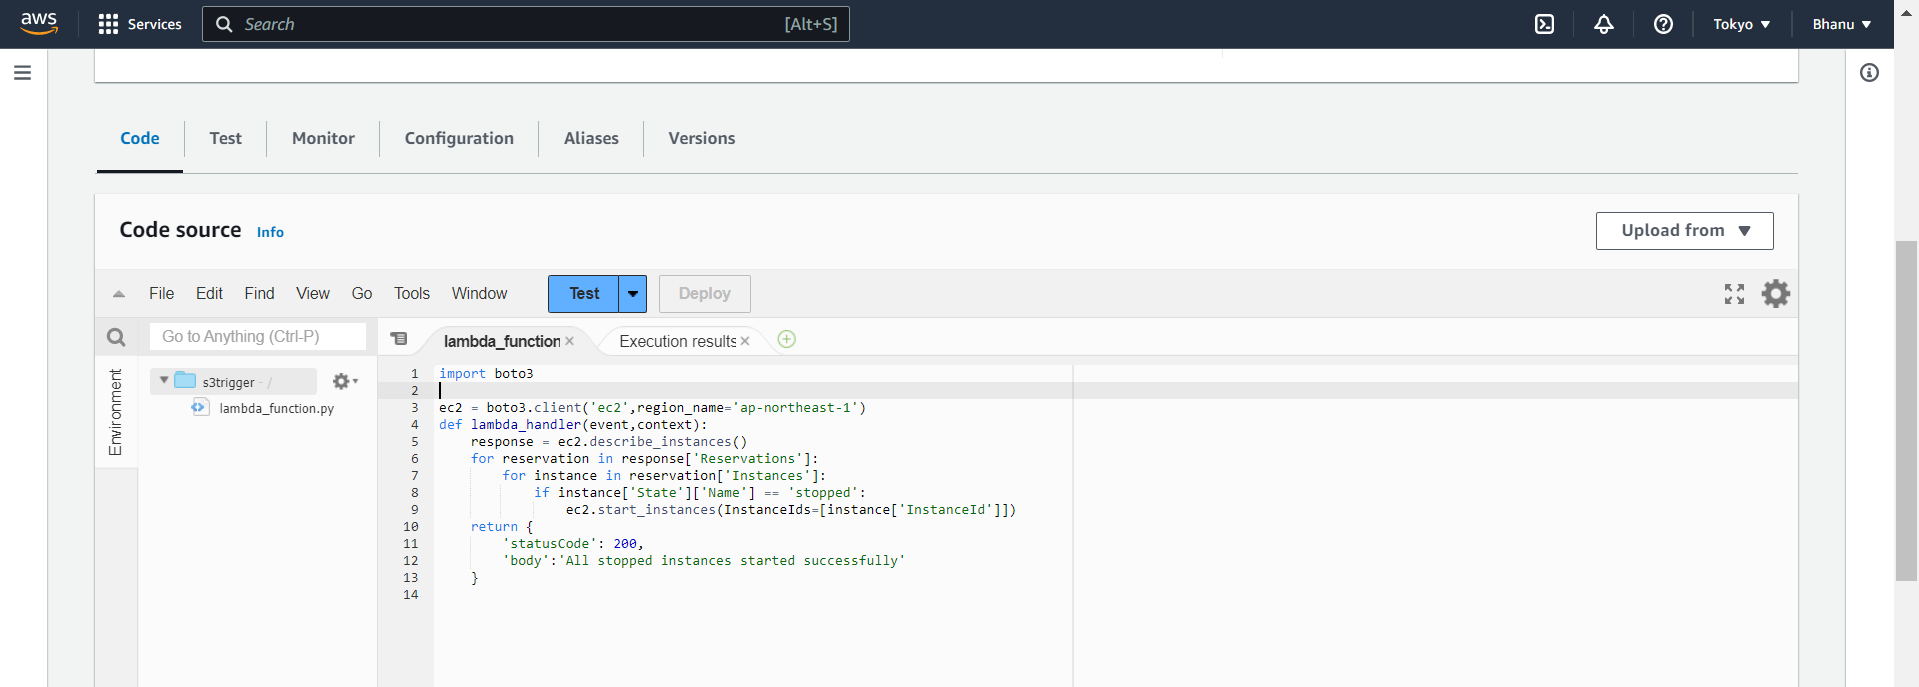 aws
Services
Search
[Alt+S]
Tokyo
Bhanu
Code
Test
Monitor
Configuration
Aliases
Versions
Code source
Info
Upload from
File
Edit
Find
View
Go
Tools
Window
Test
Deploy
Environment
Go to Anything (Ctrl-P)
s3trigger - /
lambda_function.py
lambda_function
Execution results
1 import boto3
2
3 ec2 = boto3.client('ec2',region_name='ap-northeast-1')
4 def lambda_handler(event,context):
5     response = ec2.describe_instances()
6     for reservation in response['Reservations']:
7         for instance in reservation['Instances']:
8             if instance['State']['Name'] == 'stopped':
9                 ec2.start_instances(InstanceIds=[instance['InstanceId']])
10     return {
11         'statusCode': 200,
12         'body':'All stopped instances started successfully'
13     }
14